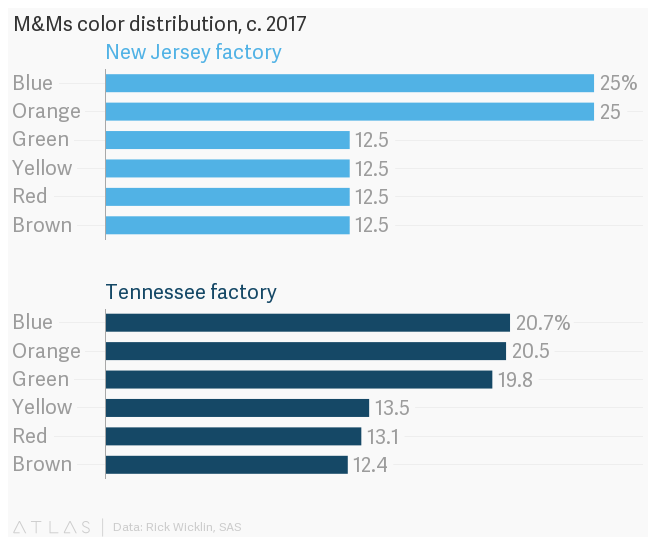 M&Ms color distribution, c. 2017
New Jersey factory
Blue 25%
Orange 25
Green 12.5
Yellow 12.5
Red 12.5
Brown 12.5
Tennessee factory
Blue 20.7%
Orange 20.5
Green 19.8
Yellow 13.5
Red 13.1
Brown 12.4
ATLAS | Data: Rick Wicklin, SAS